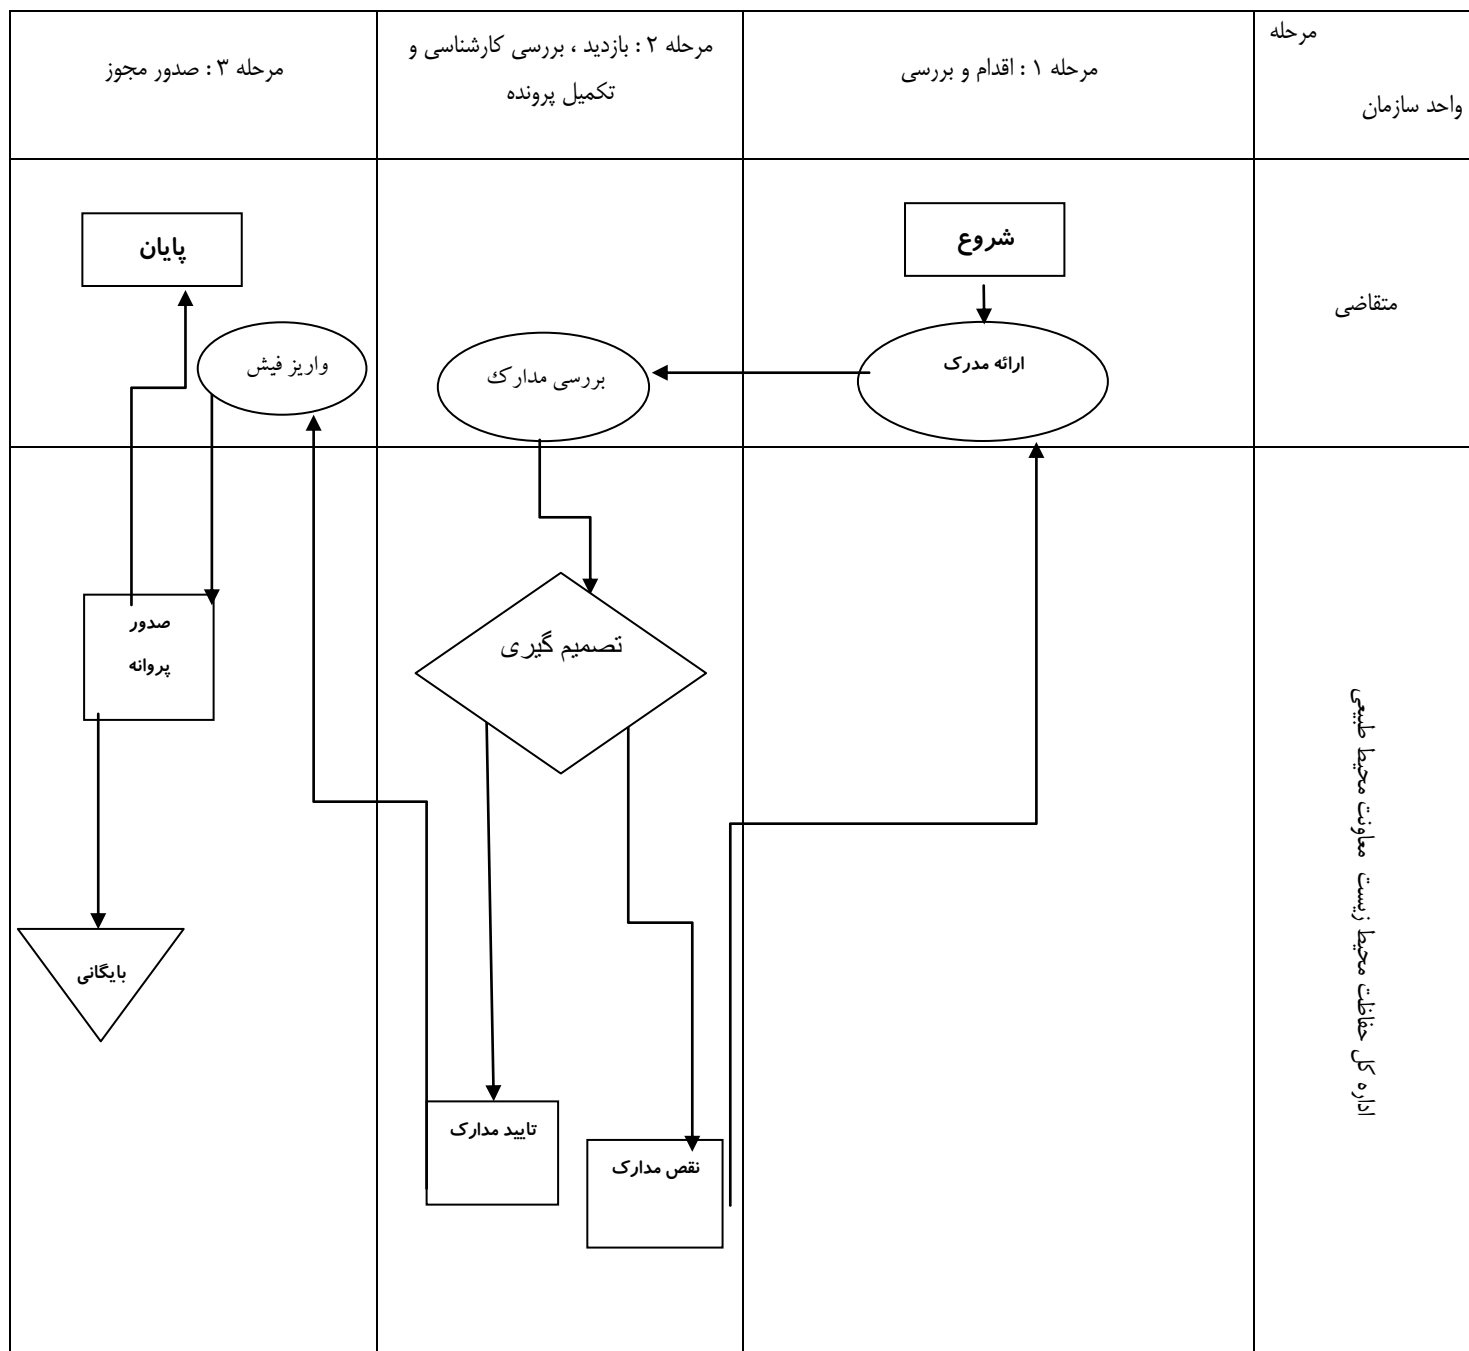 مرحله
واحد سازمان
مرحله ۱ : اقدام و بررسی
مرحله ۲ : بازدید ، بررسی کارشناسی و
تکمیل پرونده
مرحله ۳ : صدور مجوز
متقاضی
شروع
ارائه مدرک
بررسی مدارک
واریز فیش
پایان
اداره کل حفاظت محیط زیست معاونت محیط طبیعی
تصمیم گیری
صدور
پروانه
بایگانی
تایید مدارک
نقص مدارک